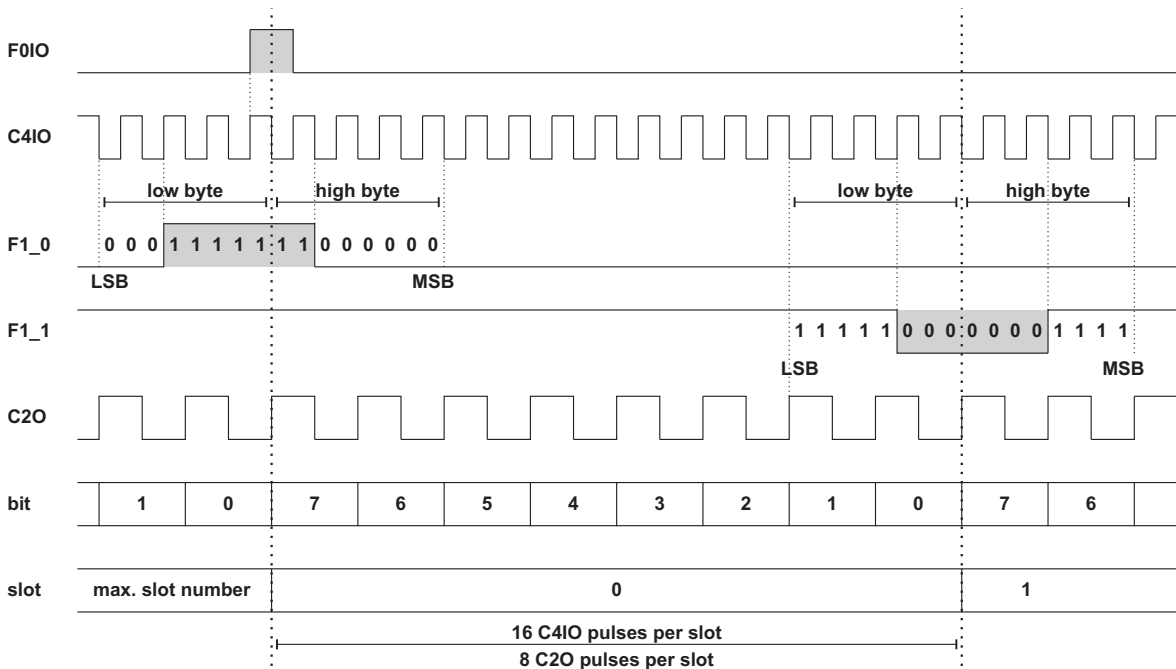 F0IO
C4IO
low byte high byte low byte high byte
F1_0 0 0 0 1 1 1 1 1 1 1 0 0 0 0 0 0
LSB MSB
F1_1 1 1 1 1 1 0 0 0 0 0 0 0 1 1 1 1
LSB MSB
C2O
bit 1 0 7 6 5 4 3 2 1 0 7 6
slot max. slot number 0 1
16 C4IO pulses per slot
8 C2O pulses per slot